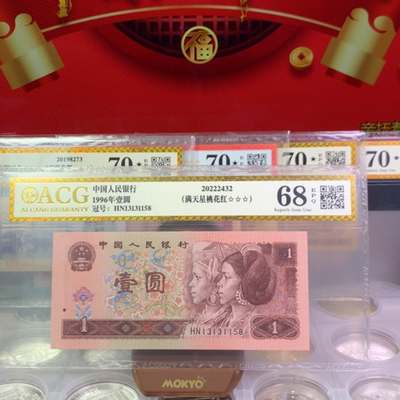 福
20198273
70★
EPQ
70★
70★
70★
ACG
AI CANG GUARANTY
中国人民银行
1996年壹圆
冠号: HN13131158
20222432
(满天星桃花红☆☆☆)
68
EPQ
Superb Gem Unc
中国人民银行
1
壹圆
HN13131158
1
1
MOKYO